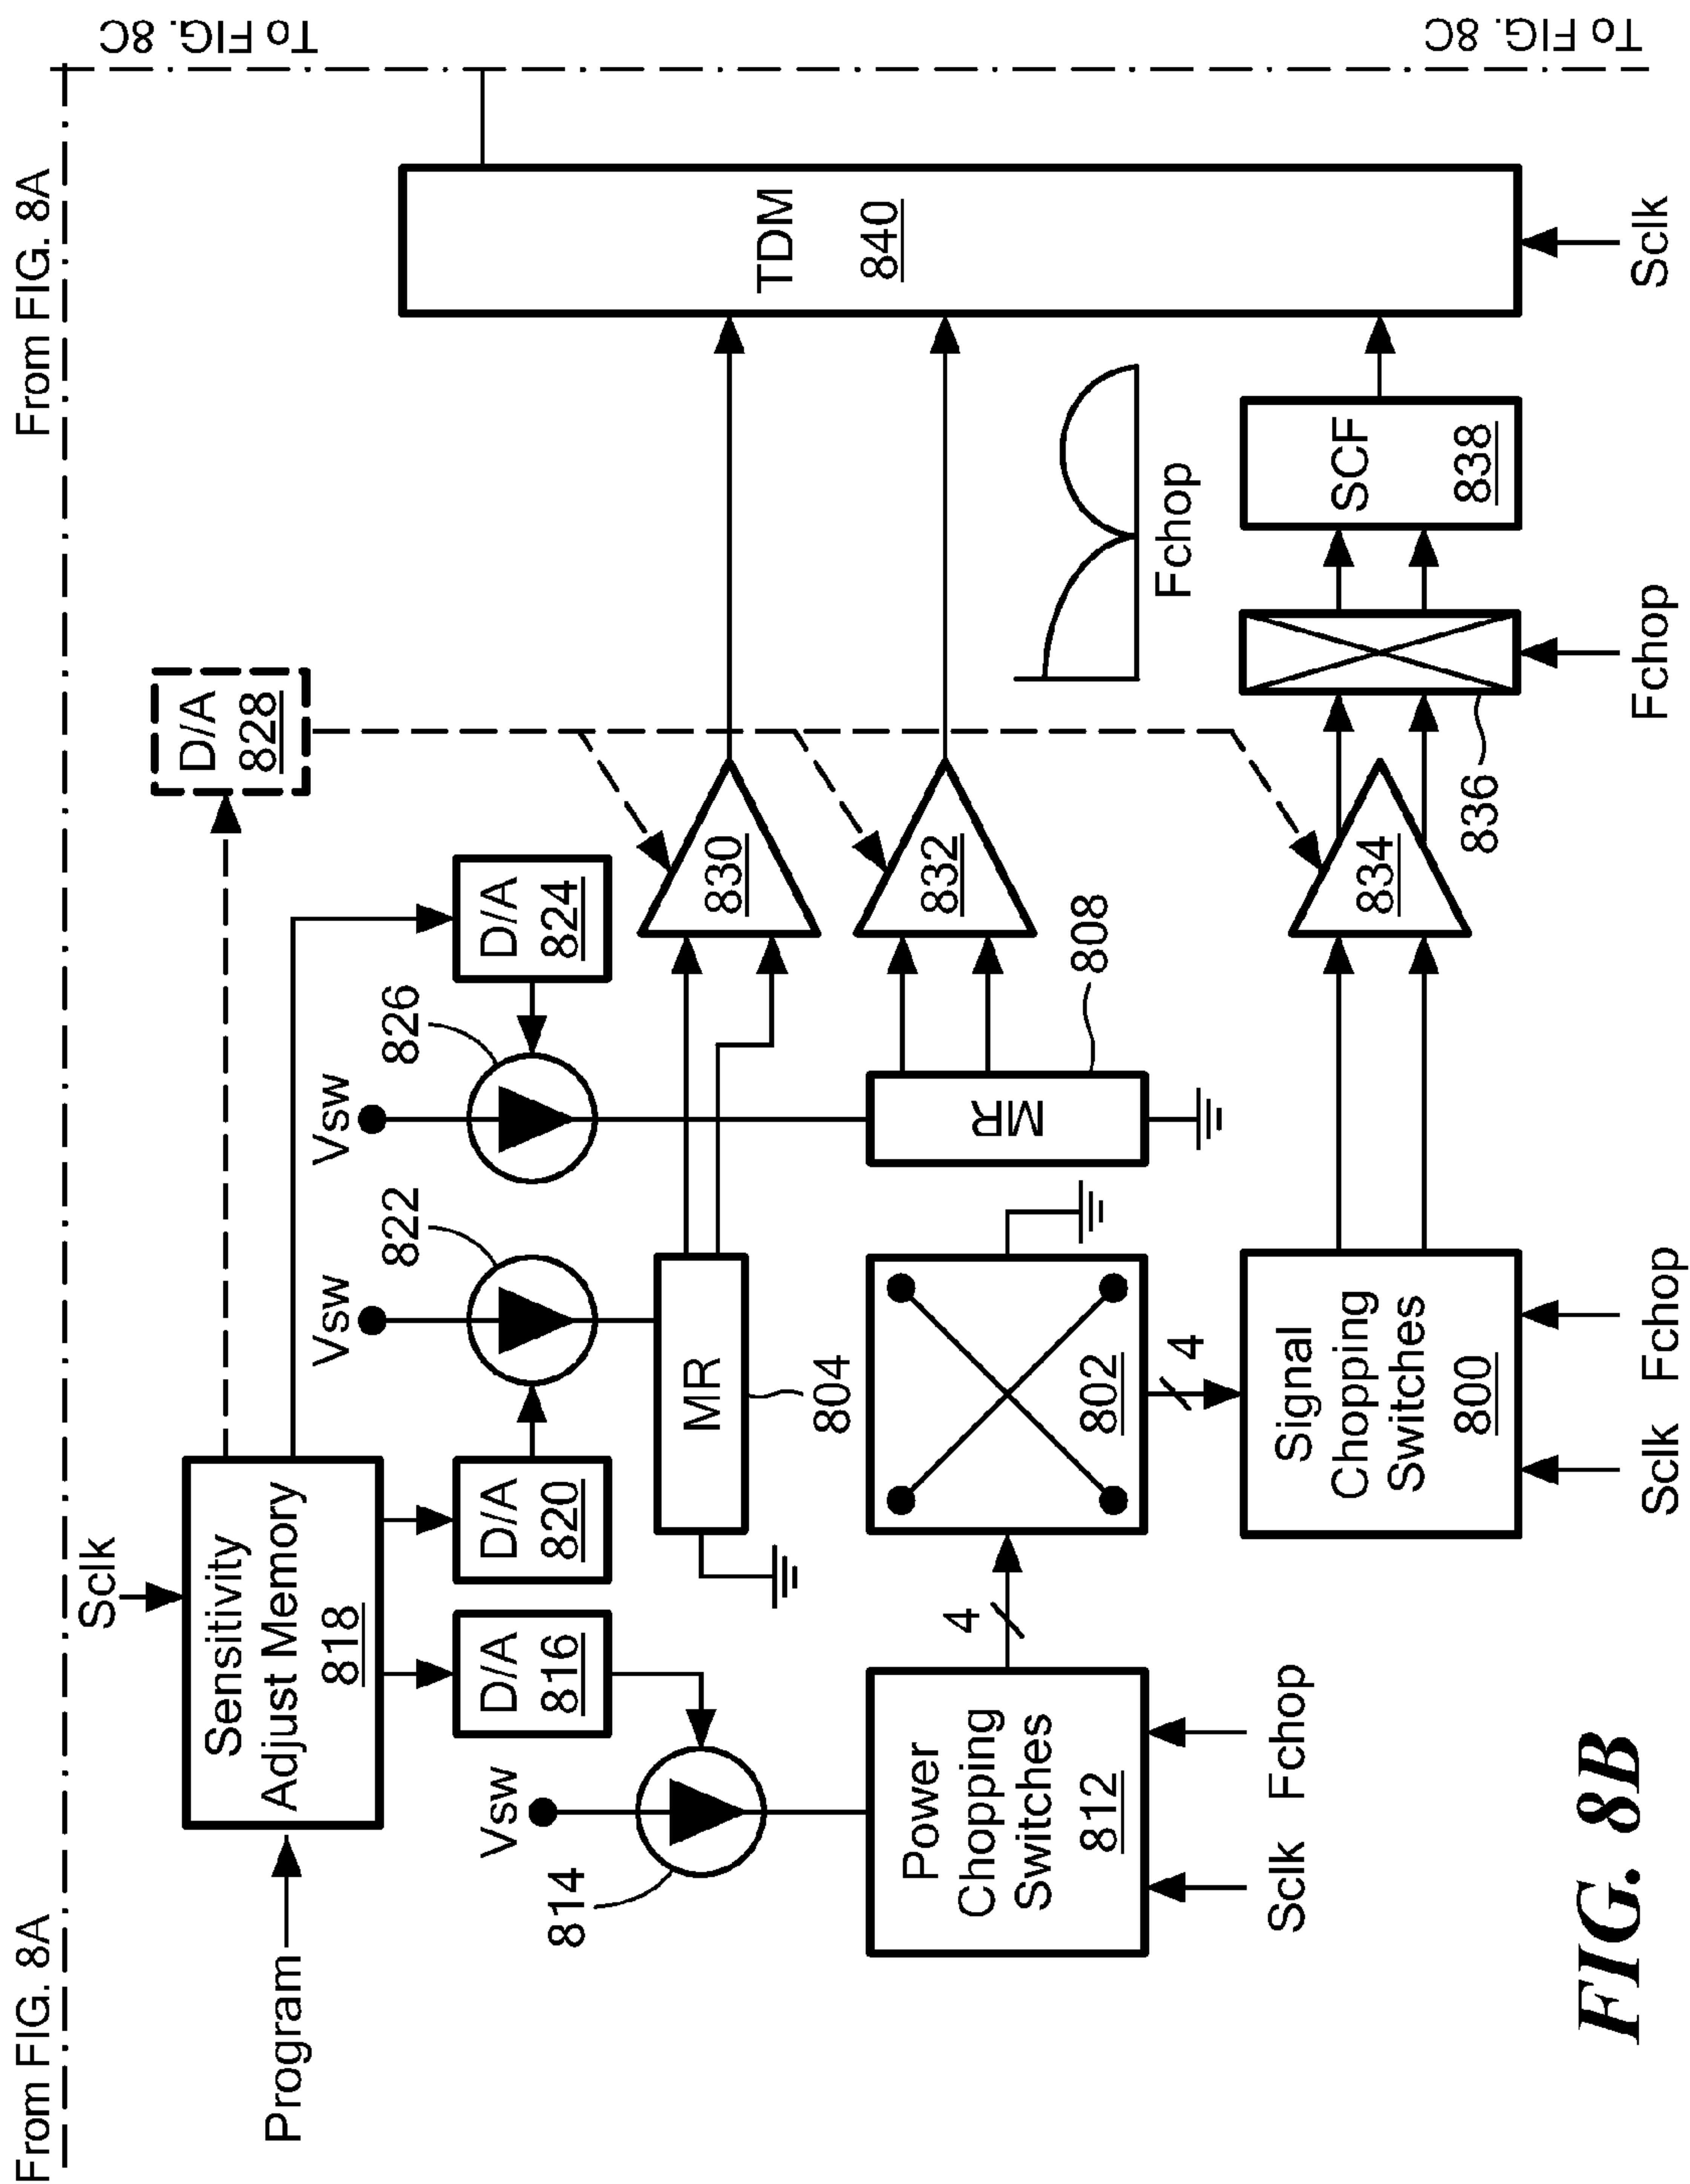 From FIG. 8A
From FIG. 8A
To FIG. 8C
To FIG. 8C
Program
Sclk
Sensitivity
Adjust Memory
818
D/A
828
D/A
816
D/A
820
D/A
824
Vsw
814
Vsw
822
Vsw
826
MR
804
MR
808
830
832
834
Power
Chopping
Switches
812
Sclk
Fchop
4
802
4
Signal
Chopping
Switches
800
Sclk
Fchop
836
Fchop
Fchop
SCF
838
TDM
840
Sclk
FIG. 8B